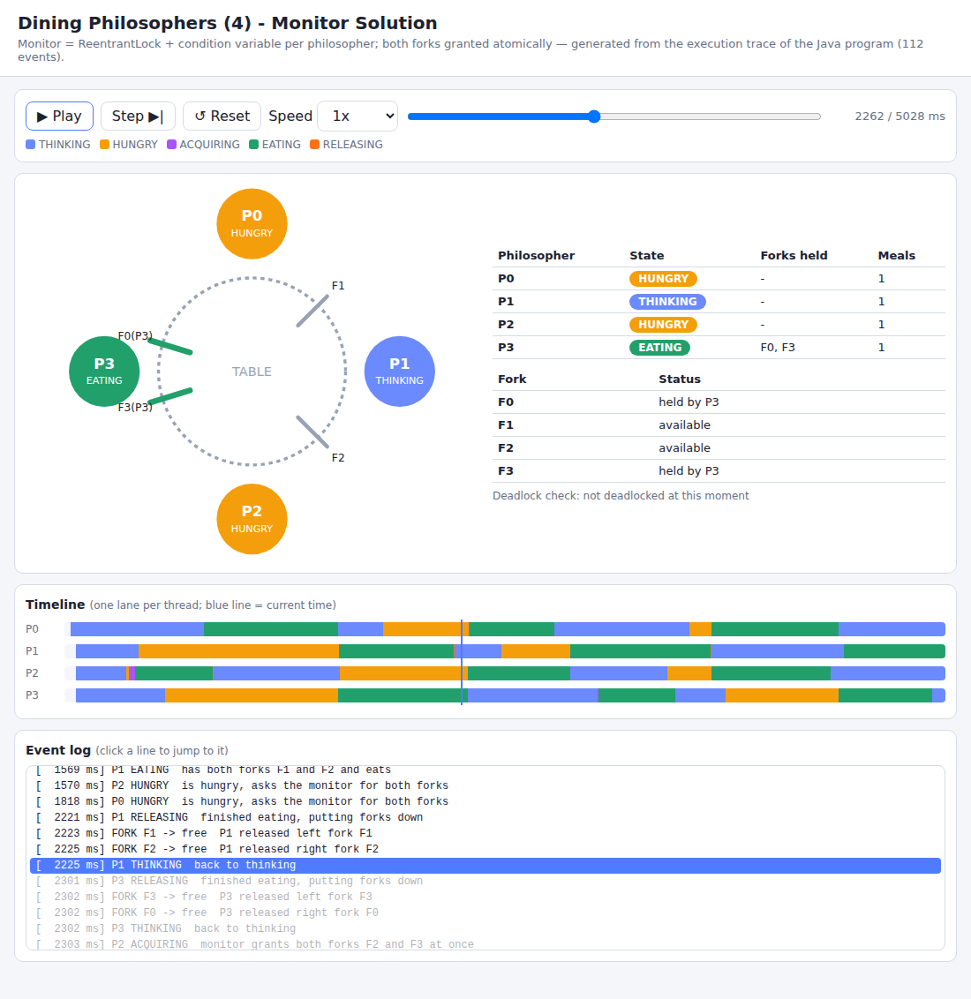 Dining Philosophers (4) - Monitor Solution
Monitor = ReentrantLock + condition variable per philosopher; both forks granted atomically — generated from the execution trace of the Java program (112
events).
▶ Play Step ▶| ↺ Reset Speed 1x 2262 / 5028 ms
THINKING HUNGRY ACQUIRING EATING RELEASING
P0
HUNGRY
F1
F0(P3)
P3
EATING
TABLE
P1
THINKING
F3(P3)
F2
P2
HUNGRY
Philosopher State Forks held Meals
P0 HUNGRY - 1
P1 THINKING - 1
P2 HUNGRY - 1
P3 EATING F0, F3 1
Fork Status
F0 held by P3
F1 available
F2 available
F3 held by P3
Deadlock check: not deadlocked at this moment
Timeline (one lane per thread; blue line = current time)
P0
P1
P2
P3
Event log (click a line to jump to it)
[  1569 ms] P1 EATING  has both forks F1 and F2 and eats
[  1570 ms] P2 HUNGRY  is hungry, asks the monitor for both forks
[  1818 ms] P0 HUNGRY  is hungry, asks the monitor for both forks
[  2221 ms] P1 RELEASING  finished eating, putting forks down
[  2223 ms] FORK F1 -> free  P1 released left fork F1
[  2225 ms] FORK F2 -> free  P1 released right fork F2
[  2225 ms] P1 THINKING  back to thinking
[  2301 ms] P3 RELEASING  finished eating, putting forks down
[  2302 ms] FORK F3 -> free  P3 released left fork F3
[  2302 ms] FORK F0 -> free  P3 released right fork F0
[  2302 ms] P3 THINKING  back to thinking
[  2303 ms] P2 ACQUIRING  monitor grants both forks F2 and F3 at once